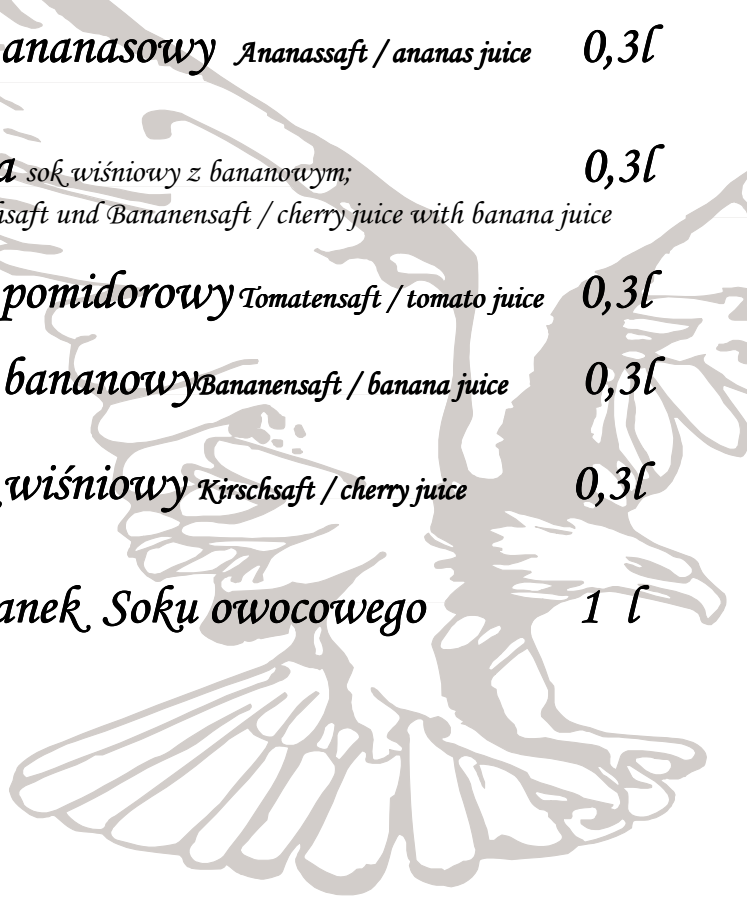 ananasowy Ananassaft / ananas juice 0,3l
a sok wiśniowy z bananowym; 0,3l
isaft und Bananensaft / cherry juice with banana juice
pomidorowy Tomatensaft / tomato juice 0,3l
bananowy Bananensaft / banana juice 0,3l
wiśniowy Kirschsaft / cherry juice 0,3l
anek Soku owocowego 1 l